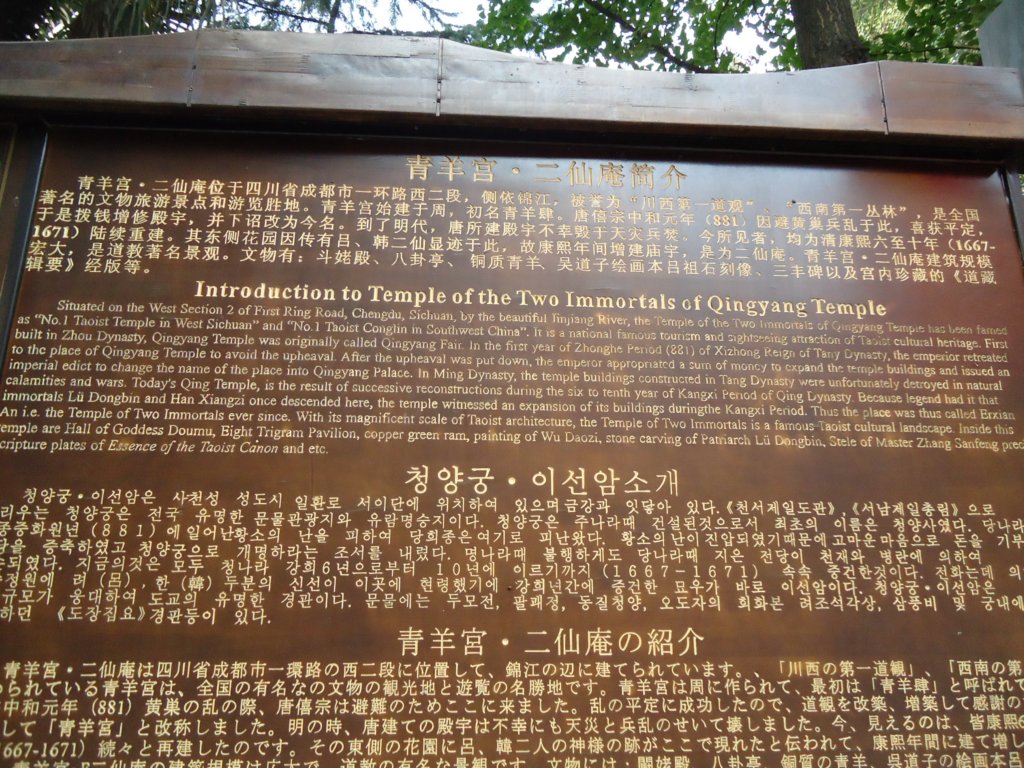 青羊宫·二仙庵简介
青羊宫·二仙庵位于四川省成都市一环路西二段，侧依锦江，被誉为“川西第一道观”、“西南第一丛林”，是全国
著名的文物旅游景点和游览胜地。青羊宫始建于周，初名青羊肆。唐僖宗中和元年（881）因避黄巢兵乱于此，喜获平定，
于是拨钱增修殿宇，并下诏改为今名。到了明代，唐所建殿宇不幸毁于天灾兵焚。今所见者，均为清康熙六至十年（1667-
1671）陆续重建。其东侧花园因传有吕、韩二仙显迹于此，故康熙年间增建庙宇，是为二仙庵。青羊宫·二仙庵建筑规模
宏大，是道教著名景观。文物有：斗姥殿、八卦亭、铜质青羊、吴道子绘画本吕祖石刻像、三丰碑以及宫内珍藏的《道藏
辑要》经版等。
Introduction to Temple of the Two Immortals of Qingyang Temple
Situated on the West Section 2 of First Ring Road, Chengdu, Sichuan, by the beautiful Jinjiang River, the Temple of the Two Immortals of Qingyang Temple has been famed
as “No.1 Taoist Temple in West Sichuan” and “No.1 Taoist Conglin in Southwest China”. It is a national famous tourism and sightseeing attraction of Taoist cultural heritage. First
built in Zhou Dynasty, Qingyang Temple was originally called Qingyang Fair. In the first year of Zhonghe Period (881) of Xizhong Reign of Tang Dynasty, the emperior retreated
to the place of Qingyang Temple to avoid the upheaval. After the upheaval was put down, the emperor appropriated a sum of money to expand the temple buildings and issued an
imperial edict to change the name of the place into Qingyang Palace. In Ming Dynasty, the temple buildings constructed in Tang Dynasty were unfortunately detroyed in natural
calamities and wars. Today's Qing Temple, is the result of successive reconstructions during the six to tenth year of Kangxi Period of Qing Dynasty. Because legend had it that
immortals Lü Dongbin and Han Xiangzi once descended here, the temple witnessed an expansion of its buildings duringthe Kangxi Period. Thus the place was thus called Erxian
An i.e. the Temple of Two Immortals ever since. With its magnificent scale of Taoist architecture, the Temple of Two Immortals is a famous Taoist cultural landscape. Inside this
temple are Hall of Goddess Doumu, Eight Trigram Pavilion, copper green ram, painting of Wu Daozi, stone carving of Patriarch Lü Dongbin, Stele of Master Zhang Sanfeng prec
cripture plates of Essence of the Taoist Canon and etc.
청양궁·이선암소개
청양궁·이선암은 사천성 성도시 일환로 서이단에 위치하여 있으며금강과 잇닿아 있다.《천서제일도관》,《서남제일총림》으로
리우는 청양궁은 전국 유명한 문물관광지와 유람명승지이다. 청양궁은 주나라때 건설된것으로서 최초의 이름은 청양사였다. 당나라
종중화원년(881)에일어난황소의 난을 피하여 당희종은여기로 피난왔다. 황소의난이진압되였기때문에고마운마음으로 돈을 기부
당을 증축하였고 청양궁으로 개명하라는 조서를 내렸다. 명나라때 불행하게도 당나라때 지은 전당이 천재와 병란에 의하여
되였다. 지금의것은 모두 청나라 강희6년으로부터 10년에 이르기까지(1667-1671) 속속 중건한것이다. 전화는데 의
정원에 려(呂), 한(韓)두분의 신선이 이곳에 현령했기에 강희년간에 중건한 묘우가 바로 이선암이다. 청양궁·이선암은
규모가 웅대하여 도교의 유명한 경관이다. 문물에는 두모전, 팔괘정, 동질청양, 오도자의 회화본 려조석각상, 삼풍비 및 궁내에
하던 《도장집요》경판등이 있다.
青羊宮·二仙庵の紹介
青羊宮·二仙庵は四川省成都市一環路の西二段に位置して、錦江の辺に建てられています。、「川西の第一道観」、「西南の第
められている青羊宮は、全国の有名なの文物の観光地と遊覧の名勝地です。青羊宮は周に作られて、最初は「青羊肆」と呼ばれて
中和元年（881）黄巣の乱の際、唐僖宗は避難のためここに来ました。乱の平定に成功したので、道観を改築、増築して感謝の
して「青羊宮」と改称しました。明の時、唐建ての殿宇は不幸にも天災と兵乱のせいで壊しました。今、見えるのは、皆康熙6
667-1671）続々と再建したのです。その東側の花園に呂、韓二人の神様の跡がここで現れたと伝われて、康熙年間に建て増し
青羊宮·二仙庵の建築規模は広大で、道教の有名な景観です。文物には：闘姥殿、八卦亭、銅質の青羊、呉道子の絵画本呂